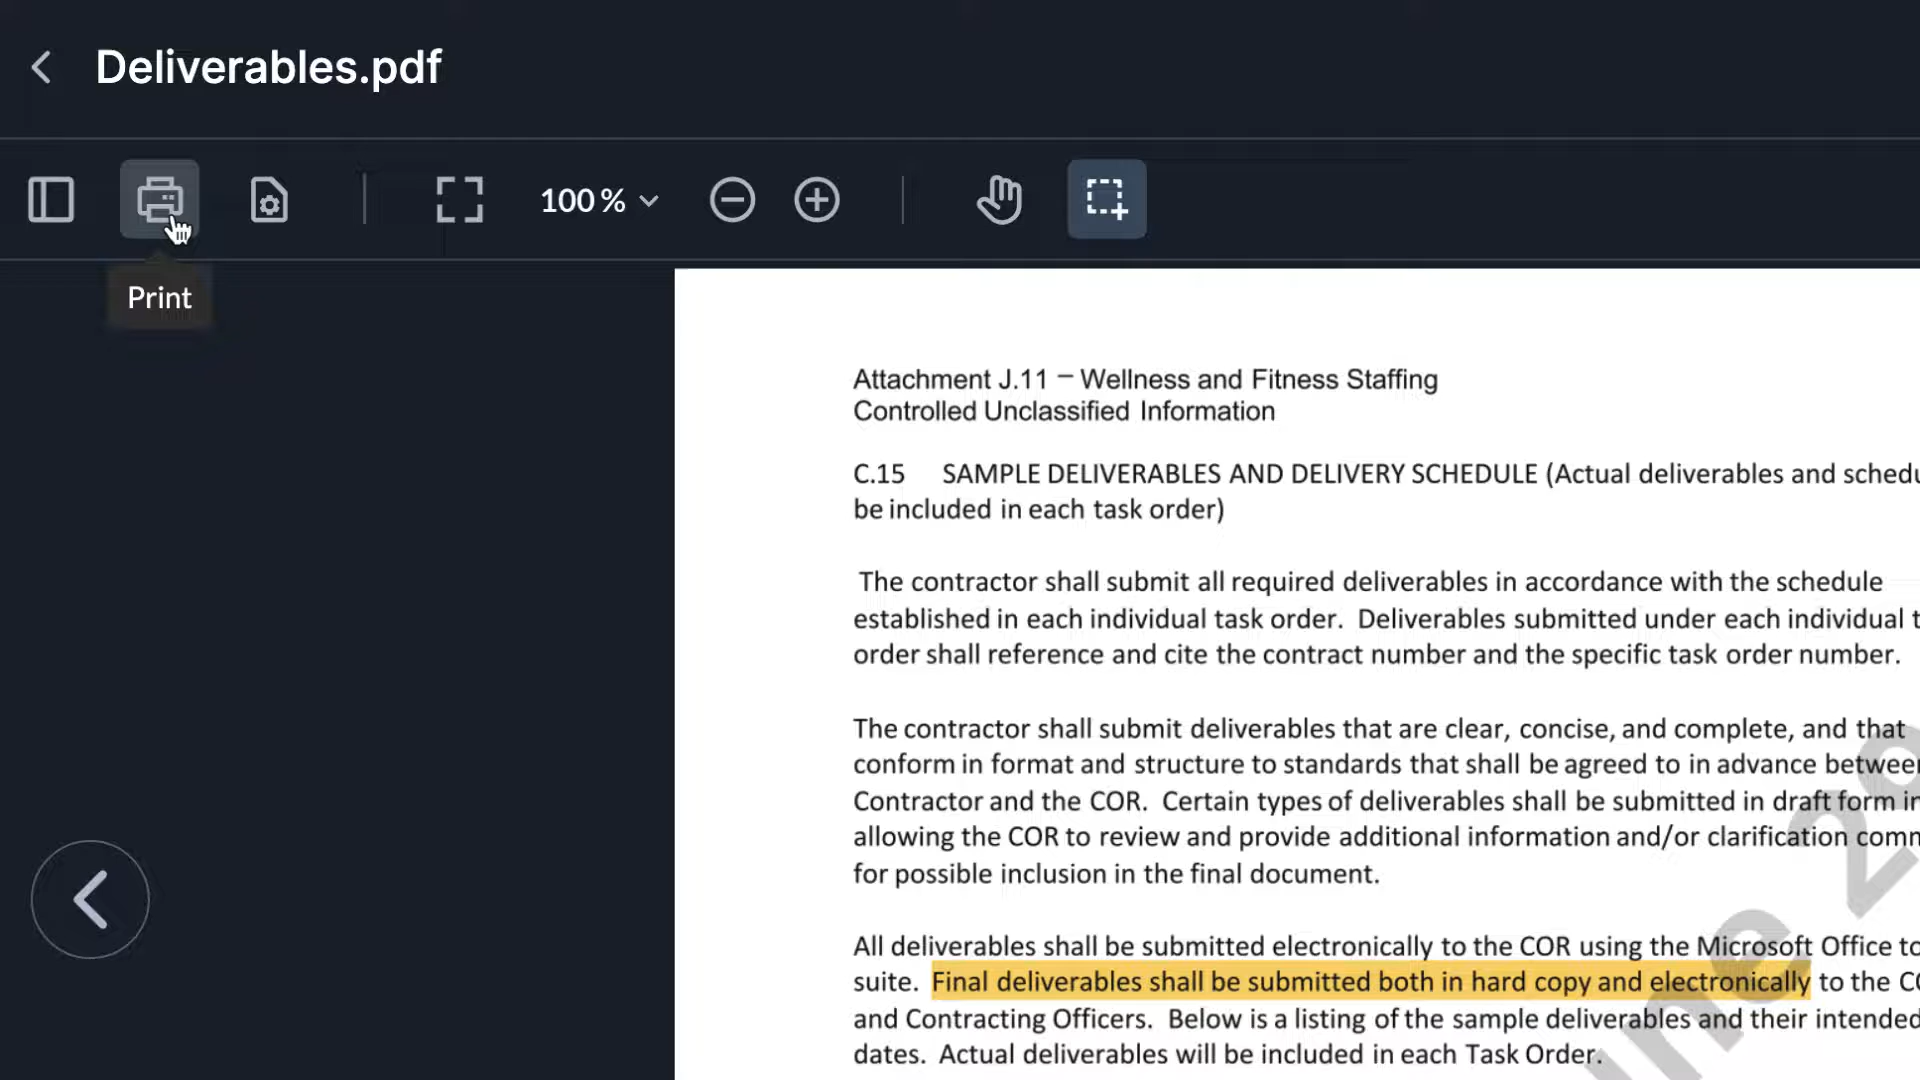 Deliverables.pdf
100%
Print
Attachment J.11 – Wellness and Fitness Staffing
Controlled Unclassified Information
C.15 SAMPLE DELIVERABLES AND DELIVERY SCHEDULE (Actual deliverables and
be included in each task order)
The contractor shall submit all required deliverables in accordance with the schedule
established in each individual task order. Deliverables submitted under each individual
order shall reference and cite the contract number and the specific task order number.
The contractor shall submit deliverables that are clear, concise, and complete, and that
conform in format and structure to standards that shall be agreed to in advance
Contractor and the COR. Certain types of deliverables shall be submitted in draft form
allowing the COR to review and provide additional information and/or clarification
for possible inclusion in the final document.
All deliverables shall be submitted electronically to the COR using the Microsoft Office
suite. Final deliverables shall be submitted both in hard copy and electronically to the
and Contracting Officers. Below is a listing of the sample deliverables and their intended
dates. Actual deliverables will be included in each Task Order.